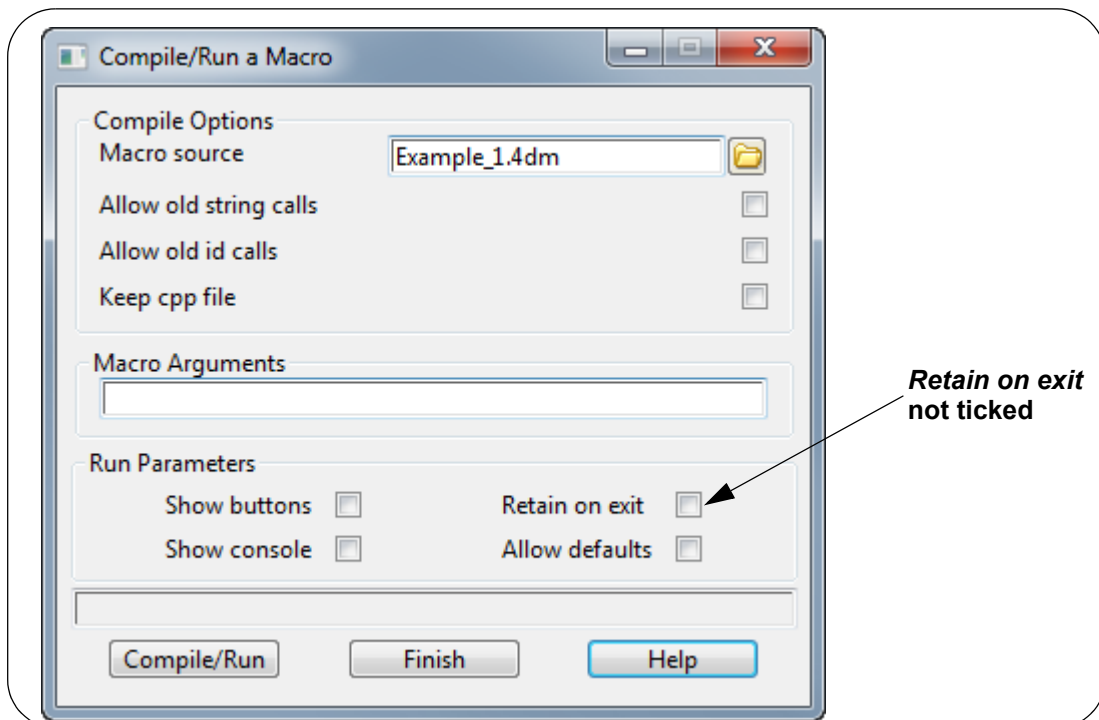 Compile/Run a Macro
Compile Options
Macro source Example_1.4dm
Allow old string calls
Allow old id calls
Keep cpp file
Macro Arguments
Retain on exit
not ticked
Run Parameters
Show buttons Retain on exit
Show console Allow defaults
Compile/Run Finish Help